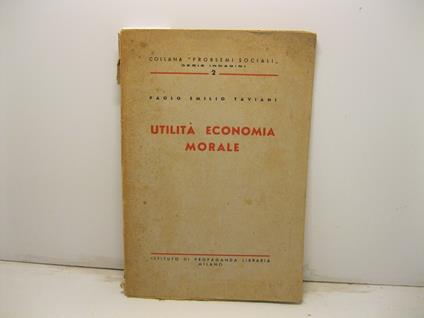 COLLANA "PROBLEMI SOCIALI„
SERIE INDAGINI
2
PAOLO EMILIO TAVIANI
UTILITÀ ECONOMIA
MORALE
ISTITUTO DI PROPAGANDA LIBRARIA
MILANO